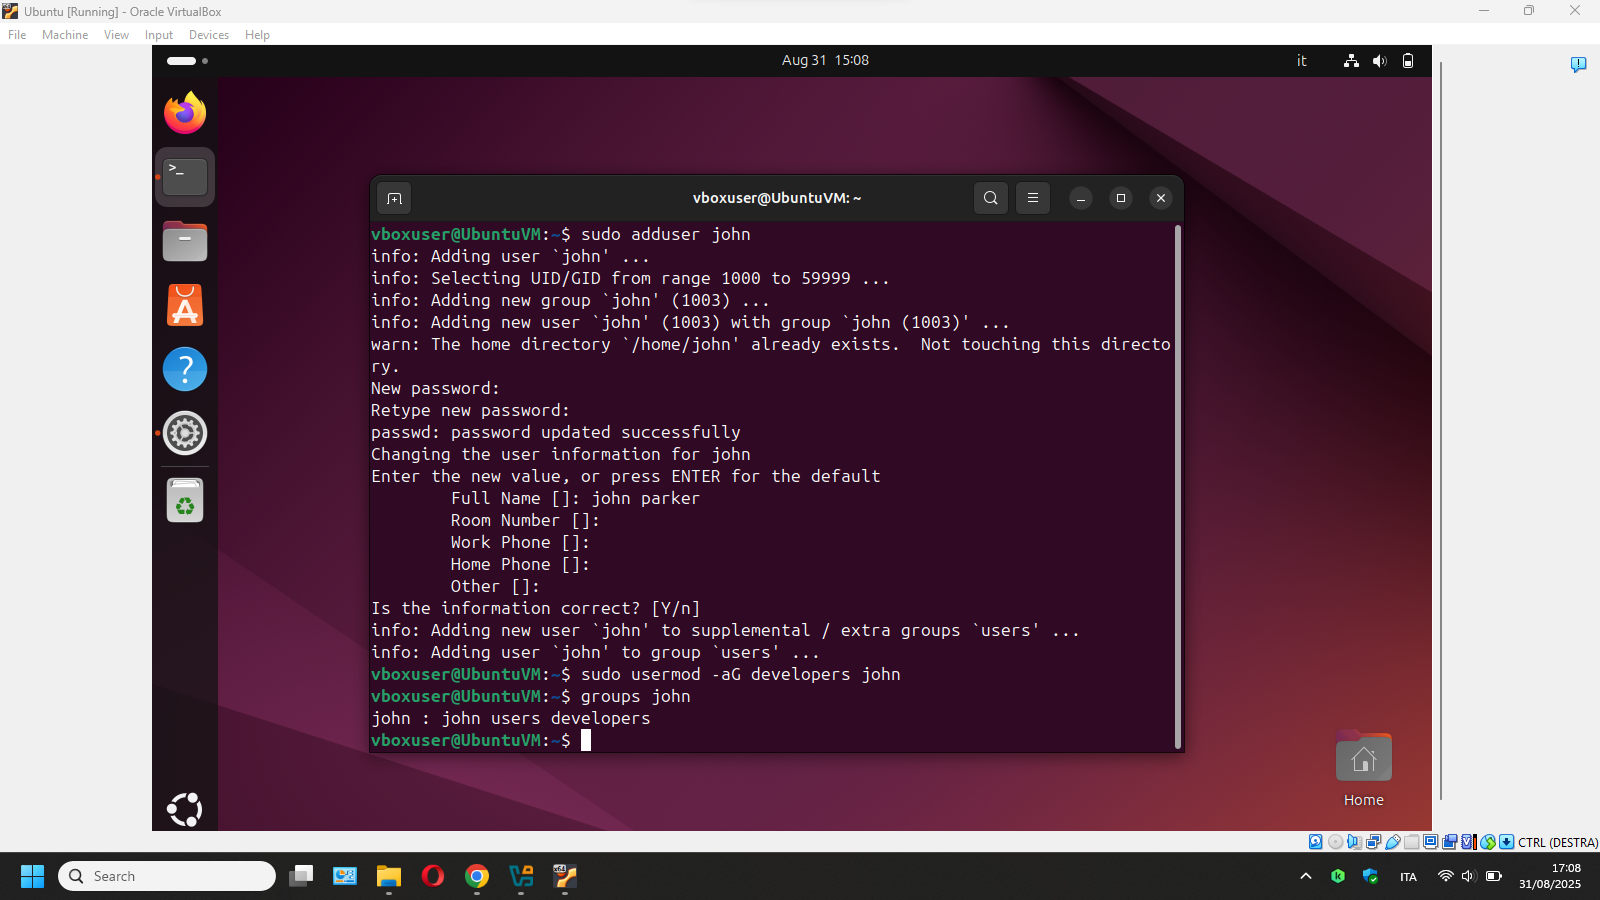 Ubuntu [Running] - Oracle VirtualBox
File Machine View Input Devices Help
Aug 31 15:08
it
vboxuser@UbuntuVM: ~
vboxuser@UbuntuVM:~$ sudo adduser john
info: Adding user `john' ...
info: Selecting UID/GID from range 1000 to 59999 ...
info: Adding new group `john' (1003) ...
info: Adding new user `john' (1003) with group `john (1003)' ...
warn: The home directory `/home/john' already exists.  Not touching this directo
ry.
New password:
Retype new password:
passwd: password updated successfully
Changing the user information for john
Enter the new value, or press ENTER for the default
        Full Name []: john parker
        Room Number []:
        Work Phone []:
        Home Phone []:
        Other []:
Is the information correct? [Y/n]
info: Adding new user `john' to supplemental / extra groups `users' ...
info: Adding user `john' to group `users' ...
vboxuser@UbuntuVM:~$ sudo usermod -aG developers john
vboxuser@UbuntuVM:~$ groups john
john : john users developers
vboxuser@UbuntuVM:~$
Home
CTRL (DESTRA)
Search
ITA
17:08
31/08/2025